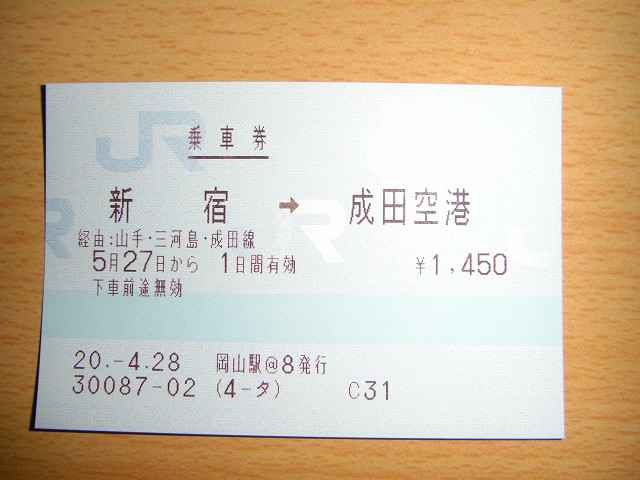 JR
乗車券
新宿 → 成田空港
経由:山手・三河島・成田線
5月27日から 1日間有効 ¥1,450
下車前途無効
20.-4.28 岡山駅@8発行
30087-02 (4-タ) C31